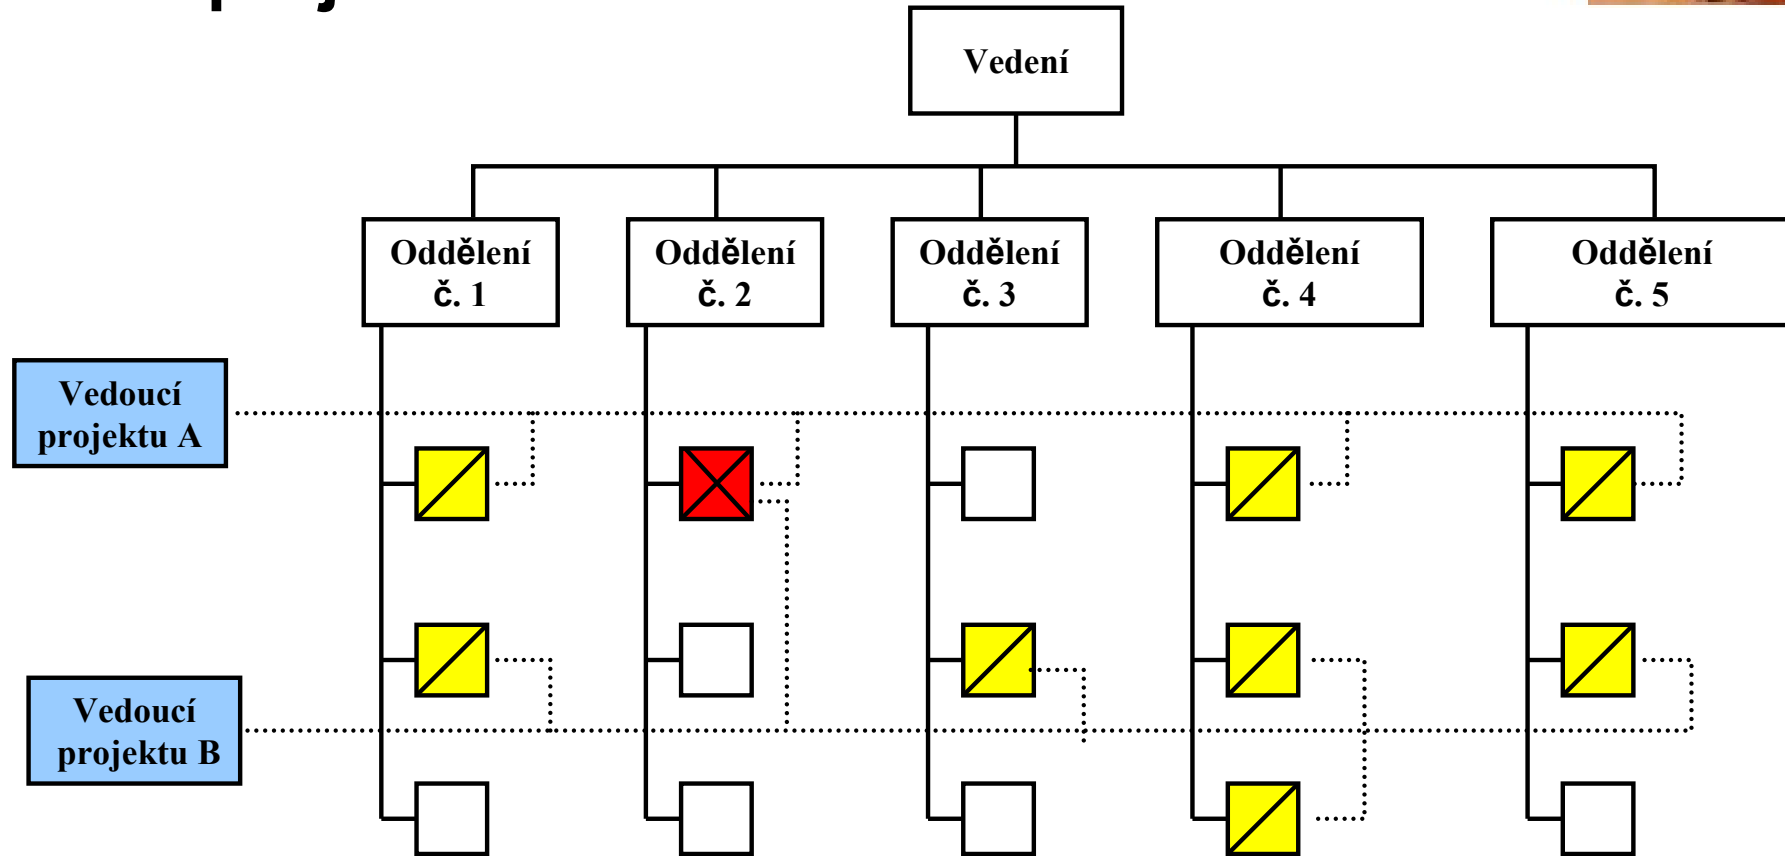 Vedení
Oddělení
č. 1
Oddělení
č. 2
Oddělení
č. 3
Oddělení
č. 4
Oddělení
č. 5
Vedoucí
projektu A
Vedoucí
projektu B